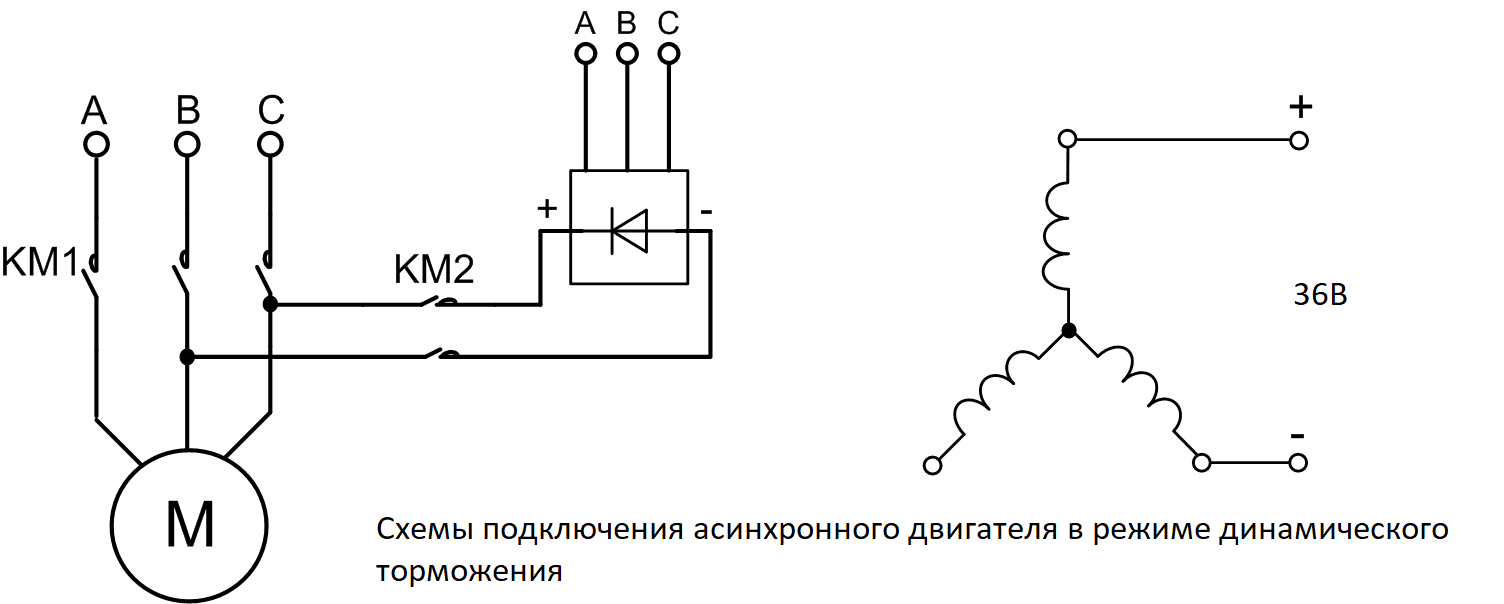 A B C
A B C
+ -
KM1
KM2
M
+
36В
-
Схемы подключения асинхронного двигателя в режиме динамического
торможения